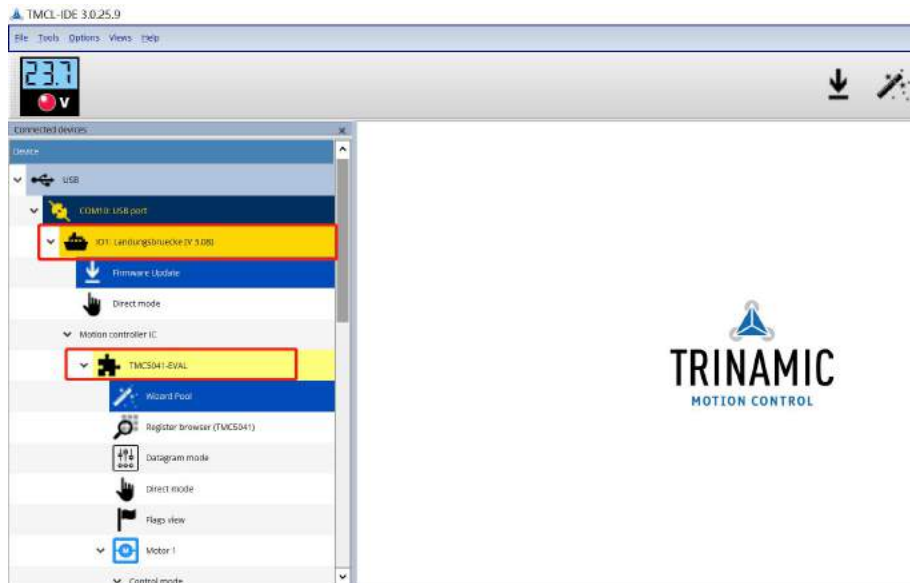 TMCL-IDE 3.0.25.9
File Tools Options Views Help
23.7
V
Connected devices
Device
USB
COM10: USB port
ID1: Landungsbruecke [V 3.08]
Firmware Update
Direct mode
Motion controller IC
TMC5041-EVAL
Wizard Pool
Register browser (TMC5041)
Datagram mode
Direct mode
Flags view
Motor 1
Control mode
TRINAMIC
MOTION CONTROL